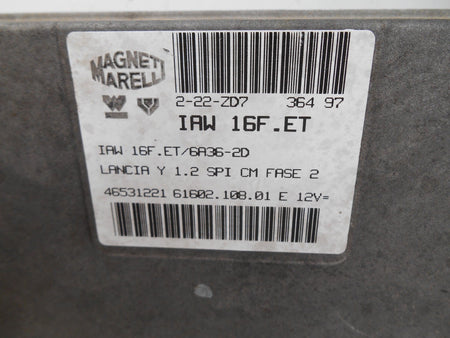 MAGNETI
MARELLI
2-22-ZD7 364 97
IAW 16F.ET
IAW 16F.ET/6A36-2D
LANCIA Y 1.2 SPI CM FASE 2
46531221 61602.108.01 E 12V=